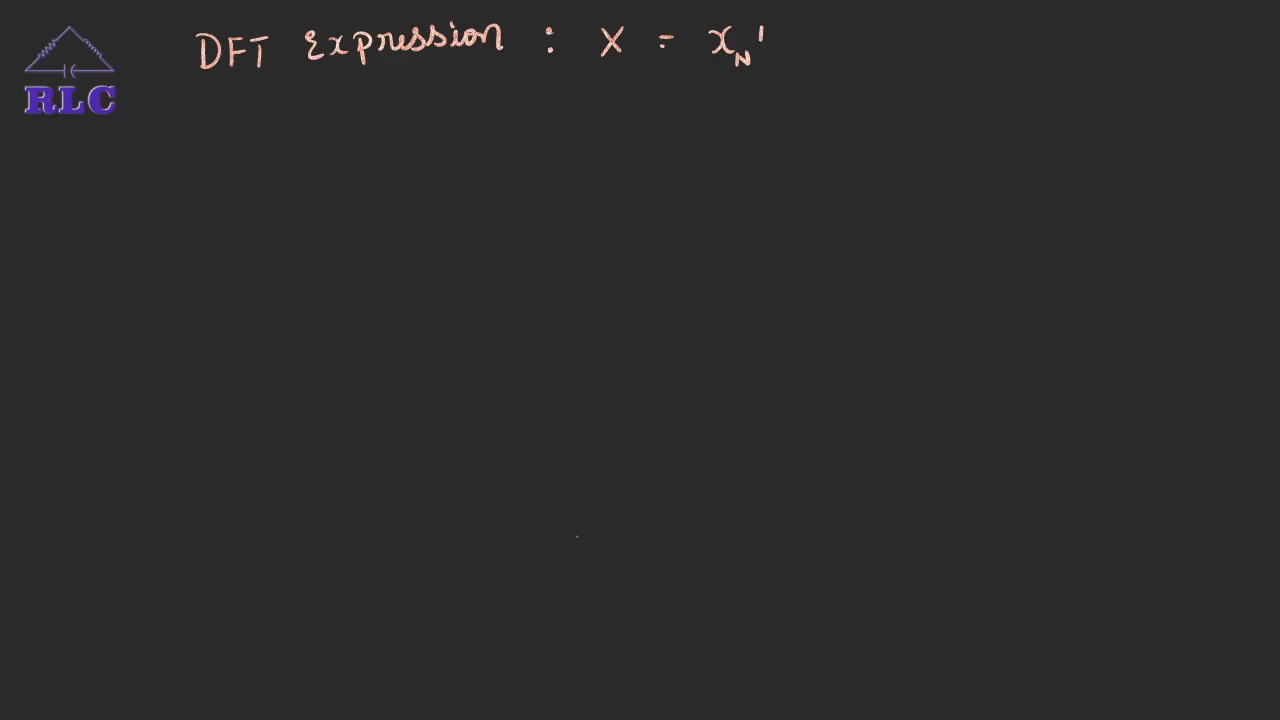 DFT Expression : X = x_N'
RLC